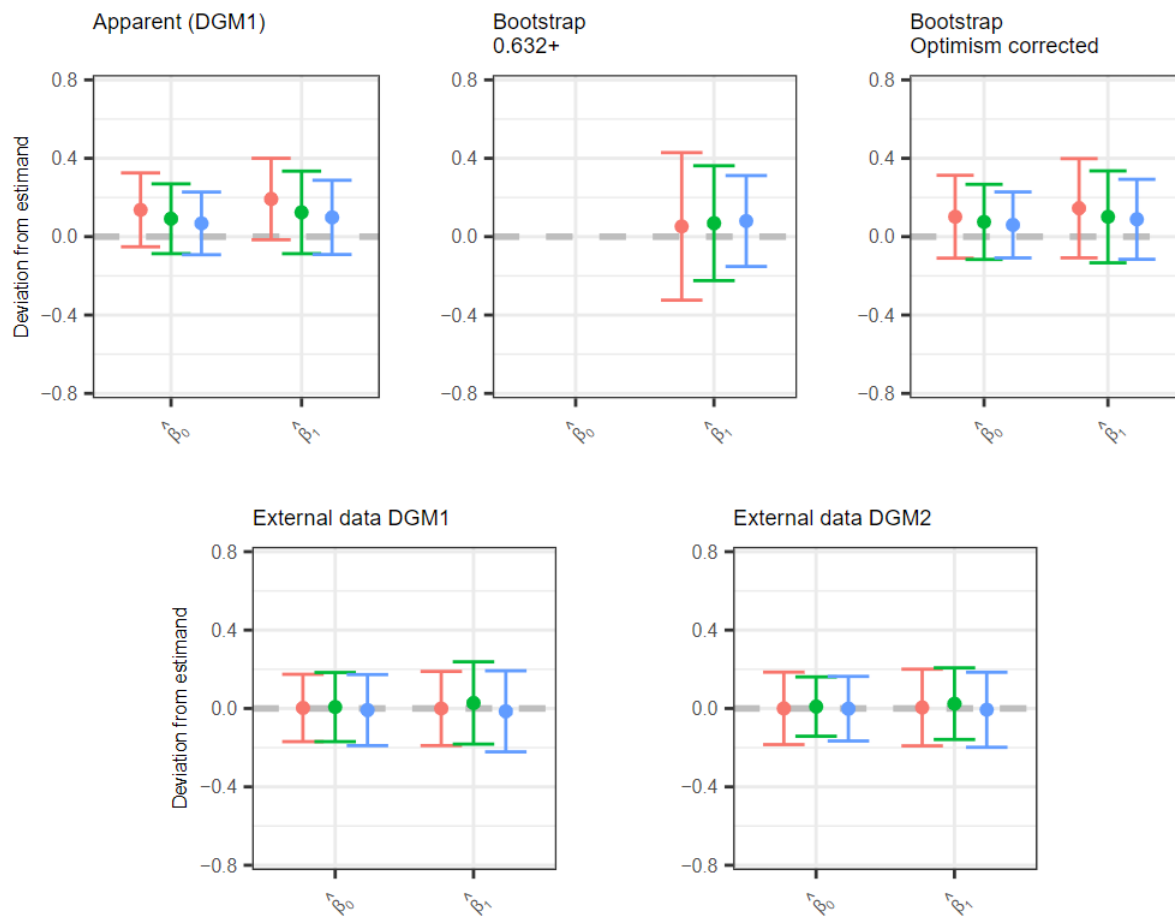 Apparent (DGM1)
Bootstrap
0.632+
Bootstrap
Optimism corrected
Deviation from estimand
0.8
0.4
0.0
−0.4
−0.8
β̂₀
β̂₁
0.8
0.4
0.0
−0.4
−0.8
β̂₀
β̂₁
0.8
0.4
0.0
−0.4
−0.8
β̂₀
β̂₁
External data DGM1
External data DGM2
Deviation from estimand
0.8
0.4
0.0
−0.4
−0.8
β̂₀
β̂₁
0.8
0.4
0.0
−0.4
−0.8
β̂₀
β̂₁